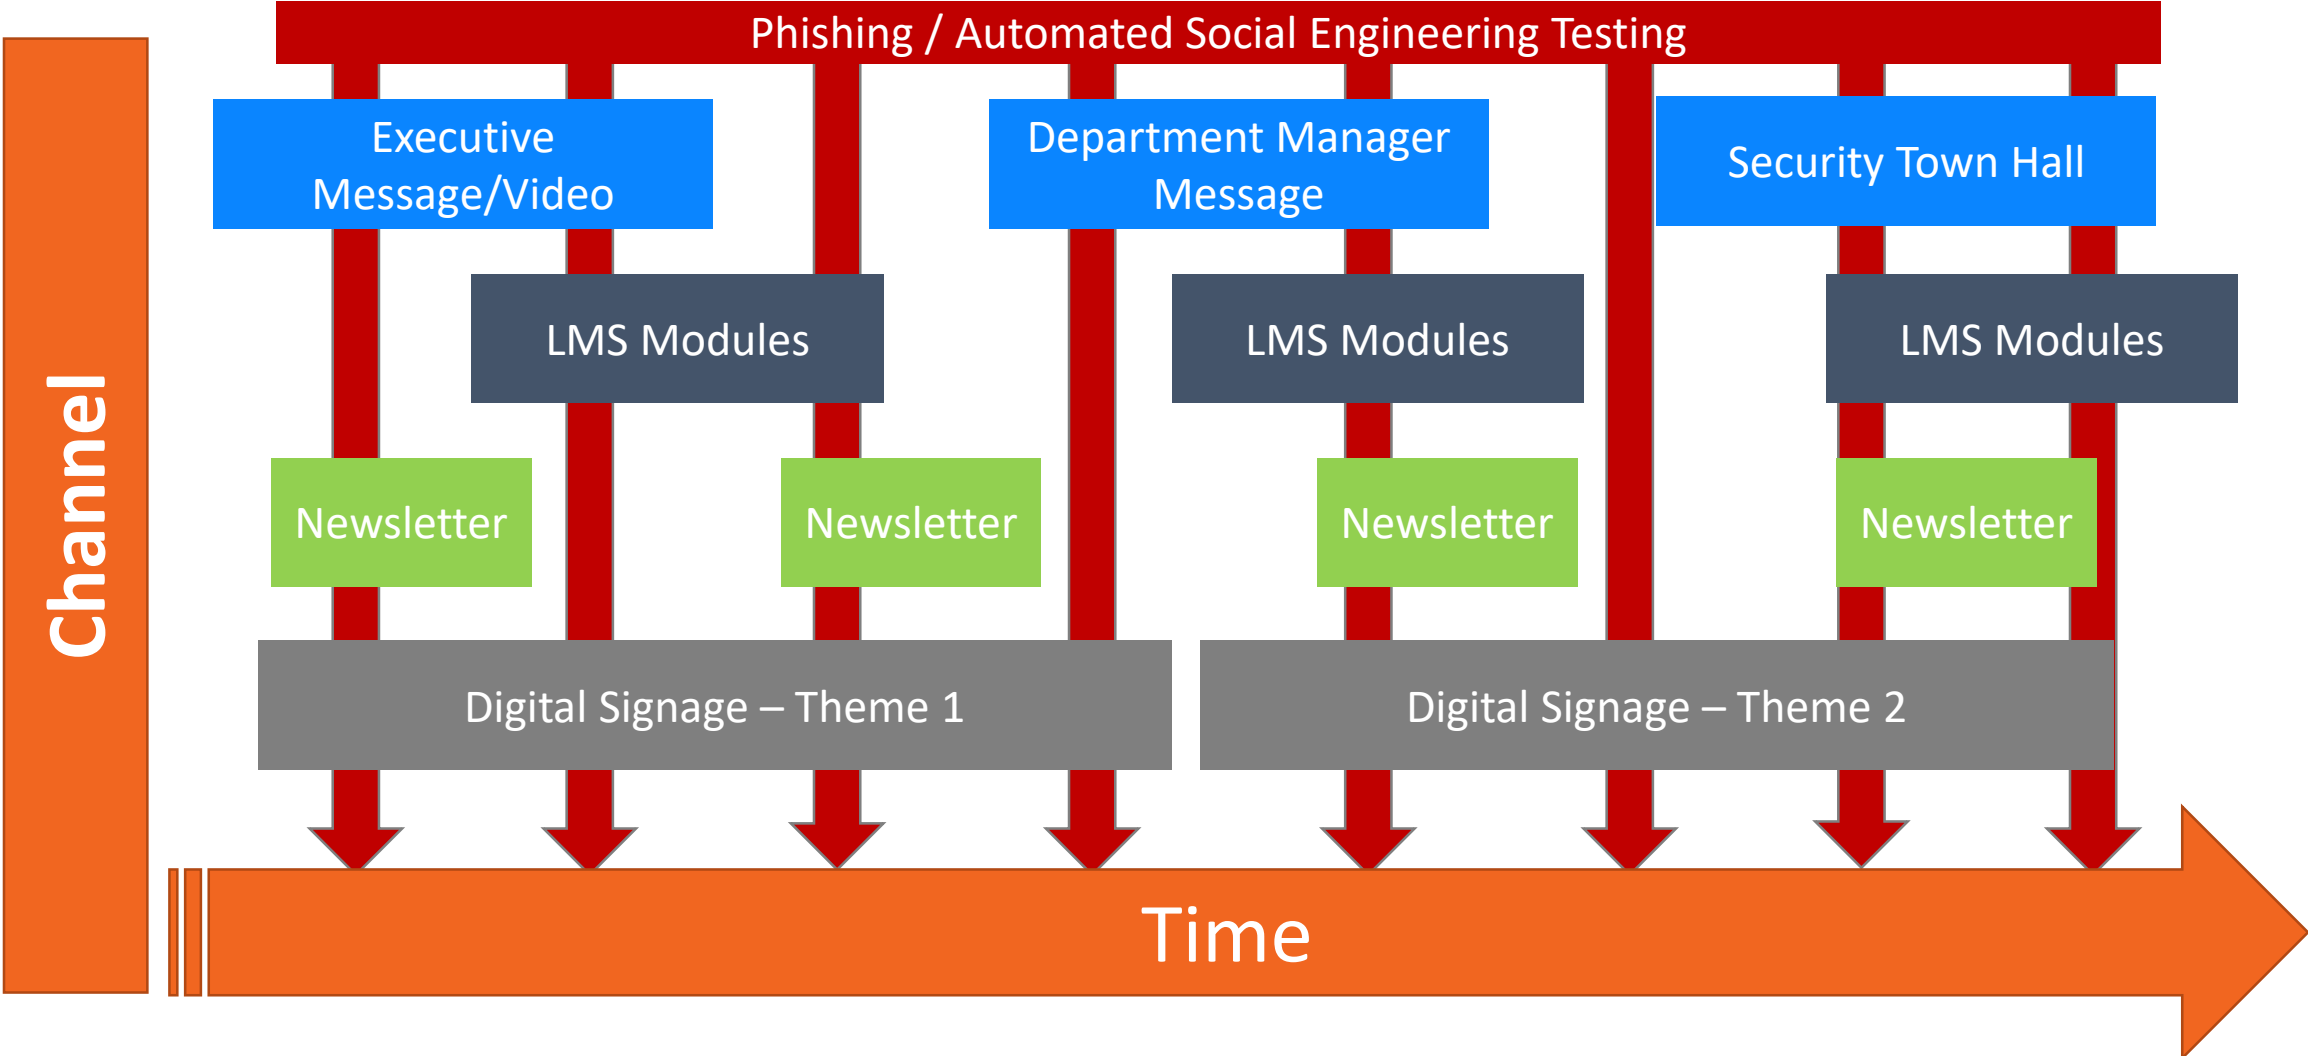 Phishing / Automated Social Engineering Testing
Executive
Message/Video
Department Manager
Message
Security Town Hall
LMS Modules
LMS Modules
LMS Modules
Channel
Newsletter
Newsletter
Newsletter
Newsletter
Digital Signage – Theme 1
Digital Signage – Theme 2
Time